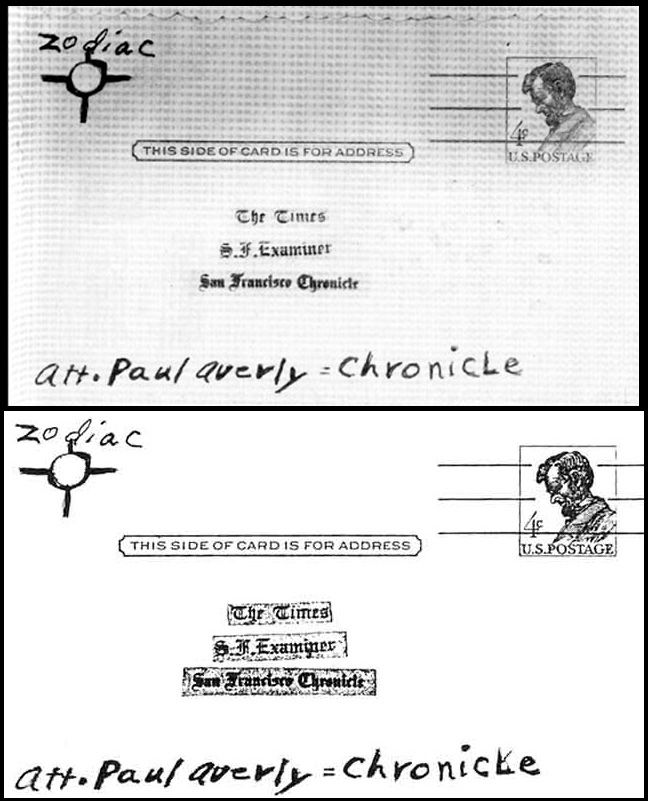 Zodiac
4c
U.S. POSTAGE
THIS SIDE OF CARD IS FOR ADDRESS
The Times
S.F. Examiner
San Francisco Chronicle
att. Paul averly = Chronicle
Zodiac
4c
U.S. POSTAGE
THIS SIDE OF CARD IS FOR ADDRESS
The Times
S.F. Examiner
San Francisco Chronicle
att. Paul averly = Chronicle